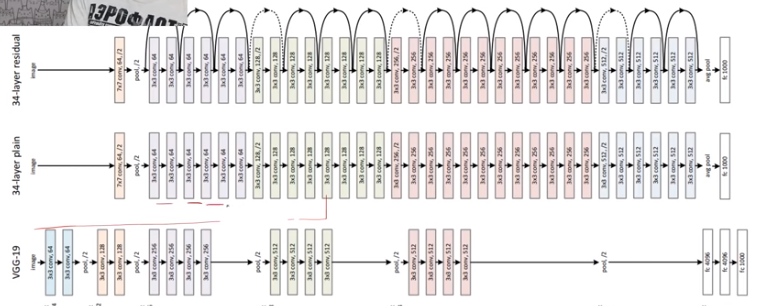 АЭРОФЛОТ
34-layer residual
image
7x7 conv, 64, /2
pool, /2
3x3 conv, 64
3x3 conv, 64
3x3 conv, 64
3x3 conv, 64
3x3 conv, 64
3x3 conv, 64
3x3 conv, 128, /2
3x3 conv, 128
3x3 conv, 128
3x3 conv, 128
3x3 conv, 128
3x3 conv, 128
3x3 conv, 128
3x3 conv, 128
3x3 conv, 256, /2
3x3 conv, 256
3x3 conv, 256
3x3 conv, 256
3x3 conv, 256
3x3 conv, 256
3x3 conv, 256
3x3 conv, 256
3x3 conv, 256
3x3 conv, 256
3x3 conv, 256
3x3 conv, 256
3x3 conv, 512, /2
3x3 conv, 512
3x3 conv, 512
3x3 conv, 512
3x3 conv, 512
3x3 conv, 512
avg pool
fc 1000
34-layer plain
image
7x7 conv, 64, /2
pool, /2
3x3 conv, 64
3x3 conv, 64
3x3 conv, 64
3x3 conv, 64
3x3 conv, 64
3x3 conv, 64
3x3 conv, 128, /2
3x3 conv, 128
3x3 conv, 128
3x3 conv, 128
3x3 conv, 128
3x3 conv, 128
3x3 conv, 128
3x3 conv, 128
3x3 conv, 256, /2
3x3 conv, 256
3x3 conv, 256
3x3 conv, 256
3x3 conv, 256
3x3 conv, 256
3x3 conv, 256
3x3 conv, 256
3x3 conv, 256
3x3 conv, 256
3x3 conv, 256
3x3 conv, 256
3x3 conv, 512, /2
3x3 conv, 512
3x3 conv, 512
3x3 conv, 512
3x3 conv, 512
3x3 conv, 512
avg pool
fc 1000
VGG-19
image
3x3 conv, 64
3x3 conv, 64
pool, /2
3x3 conv, 128
3x3 conv, 128
pool, /2
3x3 conv, 256
3x3 conv, 256
3x3 conv, 256
3x3 conv, 256
pool, /2
3x3 conv, 512
3x3 conv, 512
3x3 conv, 512
3x3 conv, 512
pool, /2
3x3 conv, 512
3x3 conv, 512
3x3 conv, 512
3x3 conv, 512
pool, /2
fc 4096
fc 4096
fc 1000